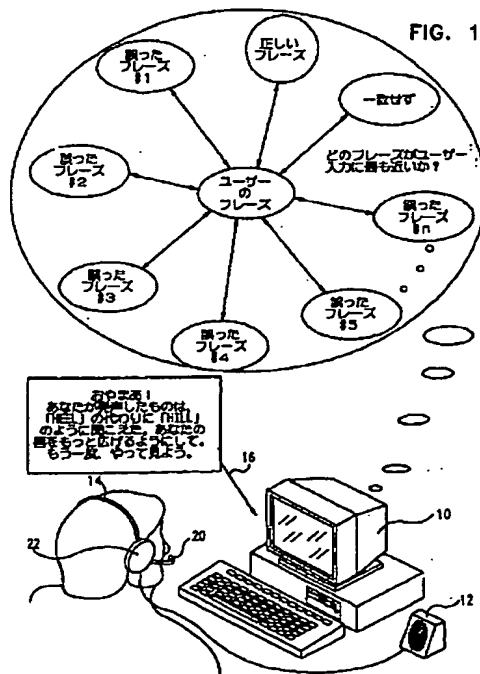 FIG. 1
誤った
フレーズ
#1
正しい
フレーズ
一致せず
どのフレーズがユーザー
入力に最も近いか?
誤った
フレーズ
#2
ユーザー
の
フレーズ
誤った
フレーズ
#n
誤った
フレーズ
#3
誤った
フレーズ
#4
誤った
フレーズ
#5
おやまあ!
あなたが発声したものは、
「HEEL」の代わりに「HILL」
のように聞こえた。あなたの
唇をもっと広げるようにして、
もう一度、やって見よう。
14
16
10
20
22
12